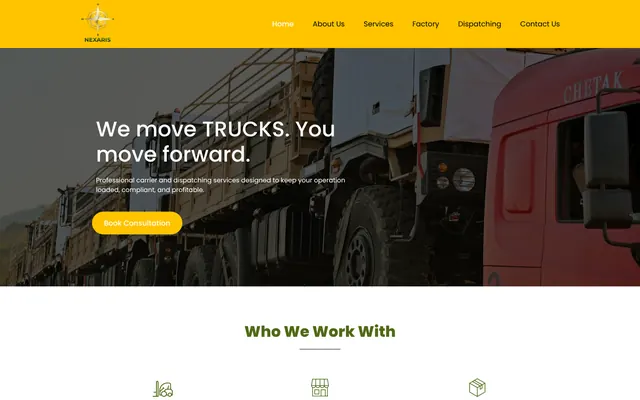 NEXARIS
Home
About Us
Services
Factory
Dispatching
Contact Us
CHETAK
We move TRUCKS. You
move forward.
Professional carrier and dispatching services designed to keep your operation
loaded, compliant, and profitable.
Book Consultation
Who We Work With